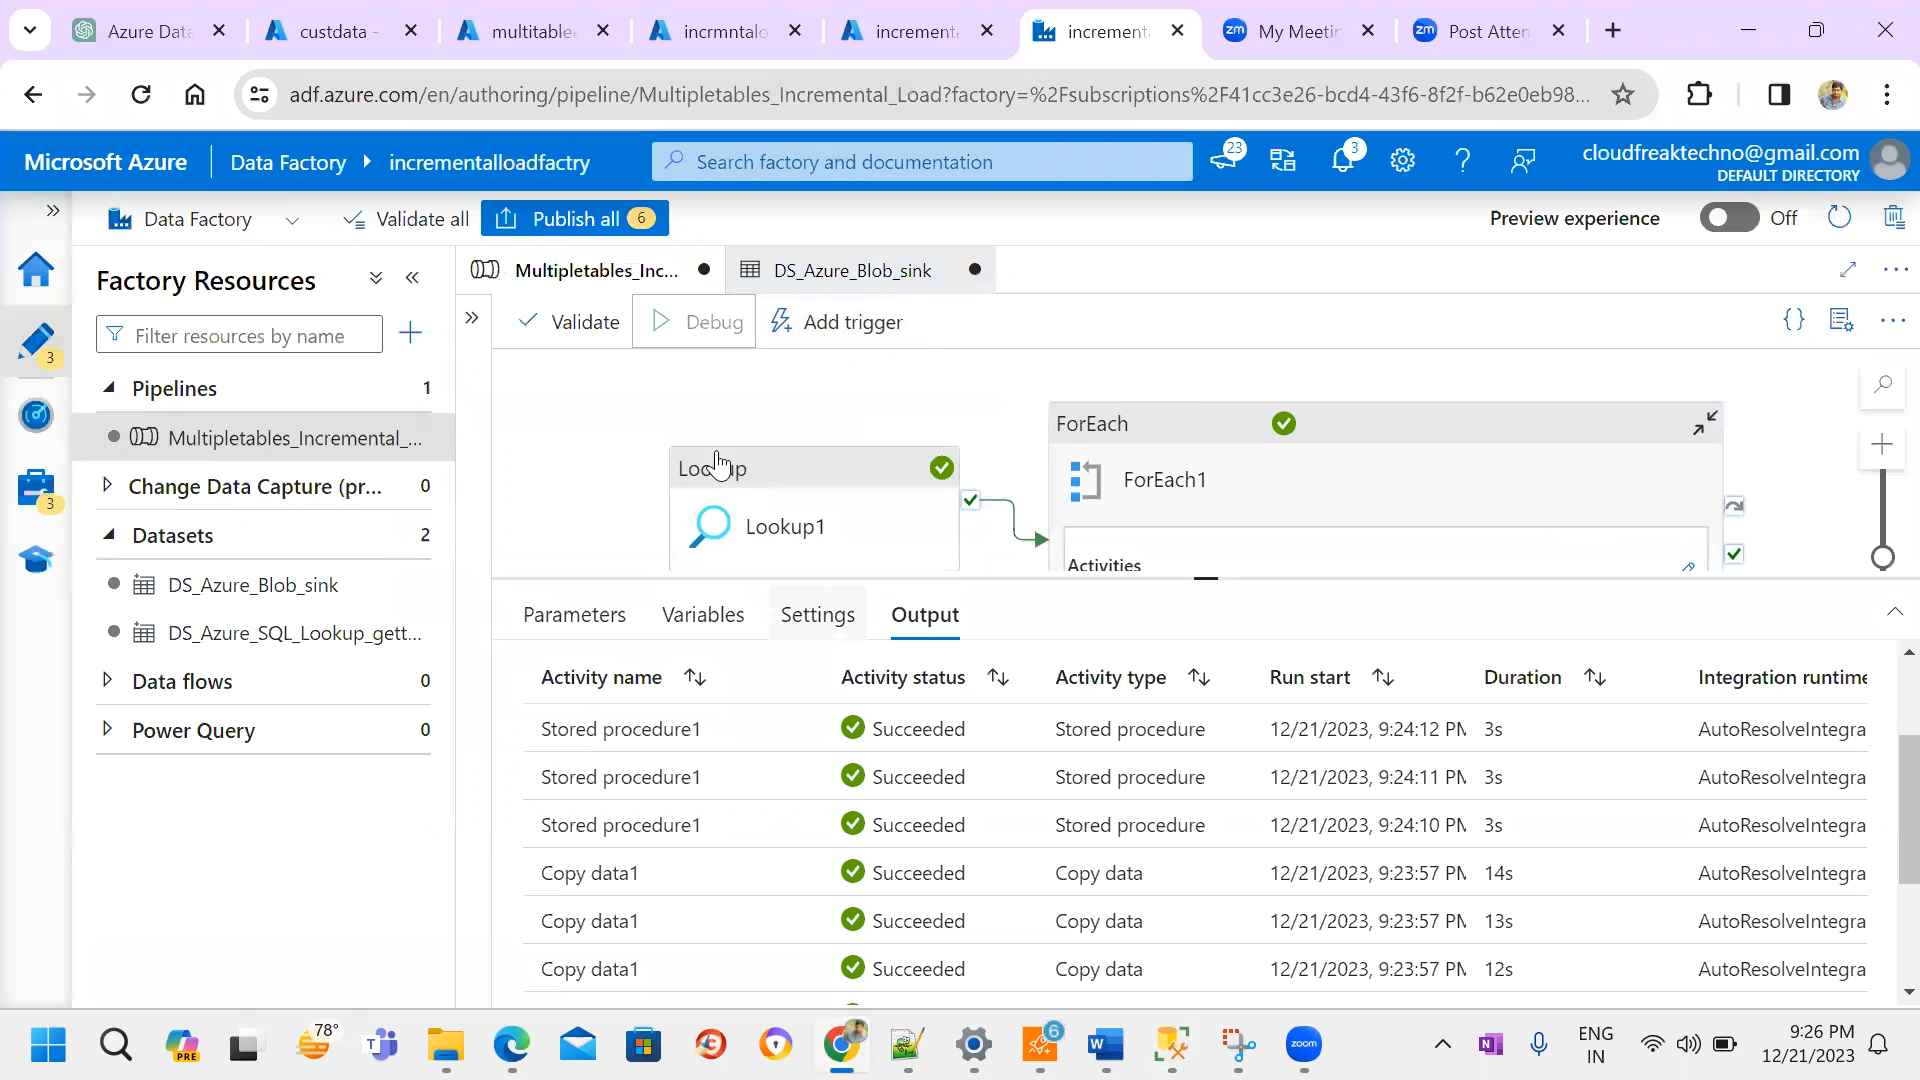 Azure Data
custdata -
multitable
incrmntalo
increment
increment
My Meetin
Post Atten
adf.azure.com/en/authoring/pipeline/Multipletables_Incremental_Load?factory=%2Fsubscriptions%2F41cc3e26-bcd4-43f6-8f2f-b62e0eb98...
Microsoft Azure
Data Factory
incrementalloadfactry
Search factory and documentation
23
3
cloudfreaktechno@gmail.com
DEFAULT DIRECTORY
Data Factory
Validate all
Publish all 6
Preview experience
Off
Factory Resources
Filter resources by name
3
3
Pipelines 1
Multipletables_Incremental_...
Change Data Capture (pr... 0
Datasets 2
DS_Azure_Blob_sink
DS_Azure_SQL_Lookup_gett...
Data flows 0
Power Query 0
Multipletables_Inc...
DS_Azure_Blob_sink
Validate
Debug
Add trigger
Lookup
Lookup1
ForEach
ForEach1
Activities
Parameters Variables Settings Output
Activity name Activity status Activity type Run start Duration Integration runtime
Stored procedure1 Succeeded Stored procedure 12/21/2023, 9:24:12 PM 3s AutoResolveIntegra
Stored procedure1 Succeeded Stored procedure 12/21/2023, 9:24:11 PM 3s AutoResolveIntegra
Stored procedure1 Succeeded Stored procedure 12/21/2023, 9:24:10 PM 3s AutoResolveIntegra
Copy data1 Succeeded Copy data 12/21/2023, 9:23:57 PM 14s AutoResolveIntegra
Copy data1 Succeeded Copy data 12/21/2023, 9:23:57 PM 13s AutoResolveIntegra
Copy data1 Succeeded Copy data 12/21/2023, 9:23:57 PM 12s AutoResolveIntegra
PRE
78°
6
zoom
ENG
IN
9:26 PM
12/21/2023